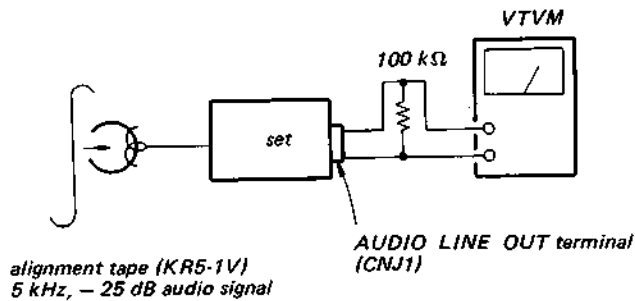 VTVM
100 kΩ
set
AUDIO LINE OUT terminal
(CNJ1)
alignment tape (KR5-1V)
5 kHz, − 25 dB audio signal